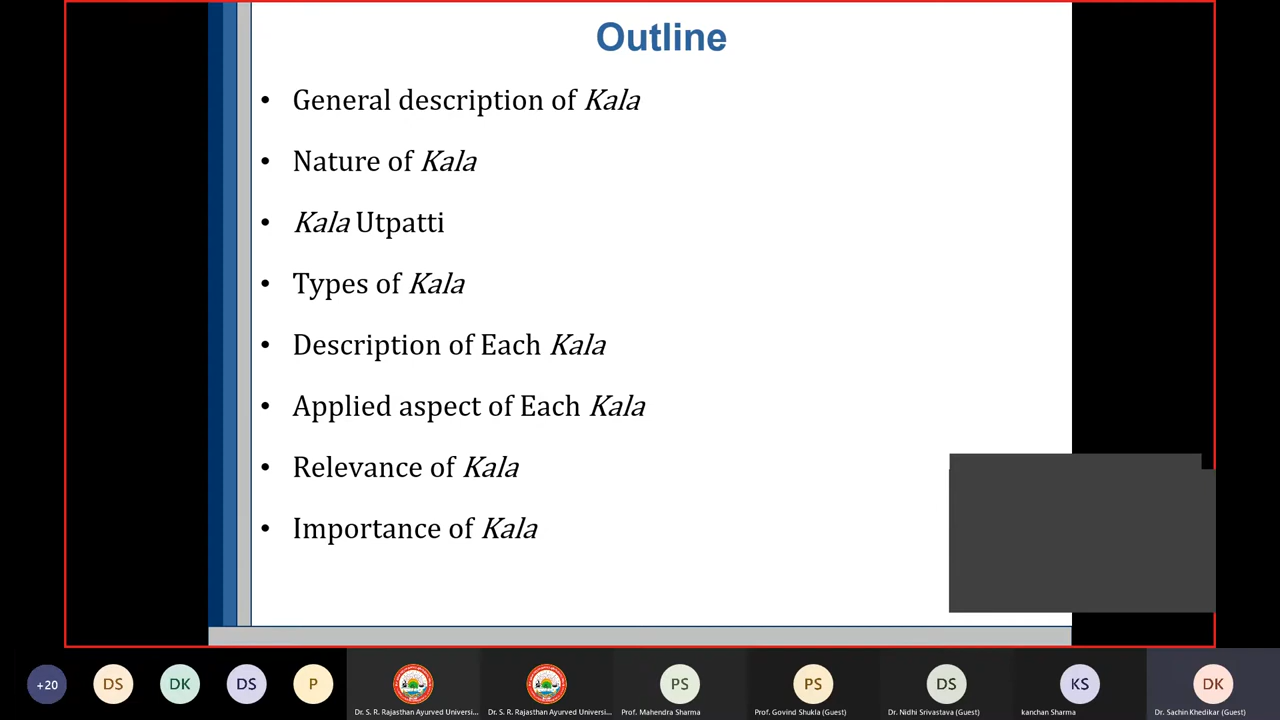 Outline
• General description of Kala
• Nature of Kala
• Kala Utpatti
• Types of Kala
• Description of Each Kala
• Applied aspect of Each Kala
• Relevance of Kala
• Importance of Kala
+20
DS
DK
DS
P
PS
PS
DS
KS
DK
Dr. S. R. Rajasthan Ayurved Universi...
Dr. S. R. Rajasthan Ayurved Universi...
Prof. Mahendra Sharma
Prof. Govind Shukla (Guest)
Dr. Nidhi Srivastava (Guest)
kanchan Sharma
Dr. Sachin Khedikar (Guest)